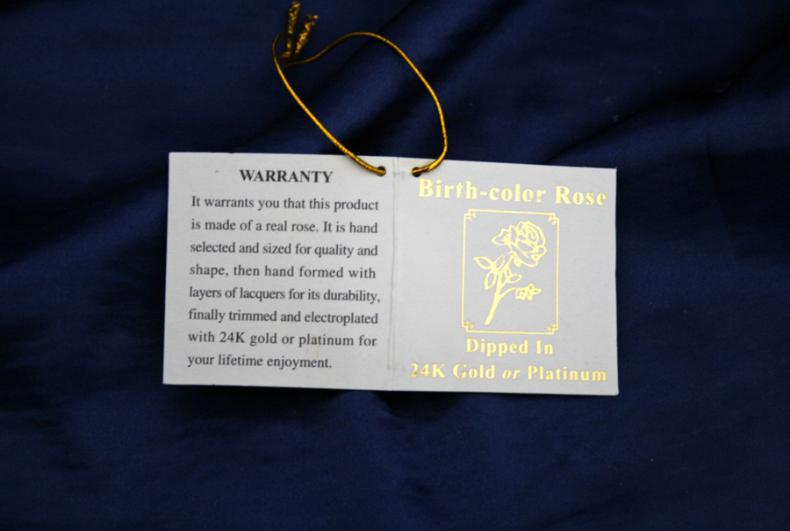 WARRANTY
It warrants you that this product
is made of a real rose. It is hand
selected and sized for quality and
shape, then hand formed with
layers of lacquers for its durability,
finally trimmed and electroplated
with 24K gold or platinum for
your lifetime enjoyment.
Birth-color Rose
Dipped In
24K Gold or Platinum